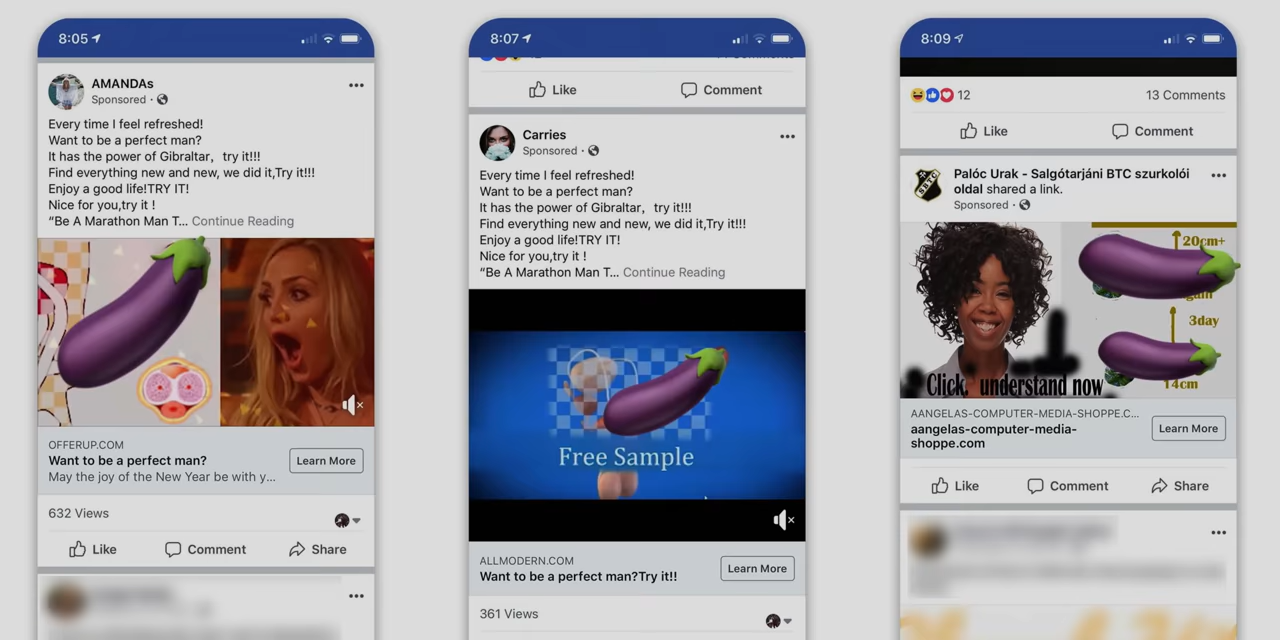 8:05
AMANDAs
Sponsored ·
Every time I feel refreshed!
Want to be a perfect man?
It has the power of Gibraltar，try it!!!
Find everything new and new, we did it,Try it!!!
Enjoy a good life!TRY IT!
Nice for you,try it !
“Be A Marathon Man T... Continue Reading
OFFERUP.COM
Want to be a perfect man?
May the joy of the New Year be with y...
Learn More
632 Views
Like Comment Share
8:07
Like Comment
Carries
Sponsored ·
Every time I feel refreshed!
Want to be a perfect man?
It has the power of Gibraltar，try it!!!
Find everything new and new, we did it,Try it!!!
Enjoy a good life!TRY IT!
Nice for you,try it !
“Be A Marathon Man T... Continue Reading
Free Sample
ALLMODERN.COM
Want to be a perfect man?Try it!!
Learn More
361 Views
8:09
12 13 Comments
Like Comment
SBTC
Palóc Urak - Salgótarjáni BTC szurkolói
oldal shared a link.
Sponsored ·
20cm+
gain
3day
14cm
Click, understand now
AANGELAS-COMPUTER-MEDIA-SHOPPE.C...
aangelas-computer-media-
shoppe.com
Learn More
Like Comment Share